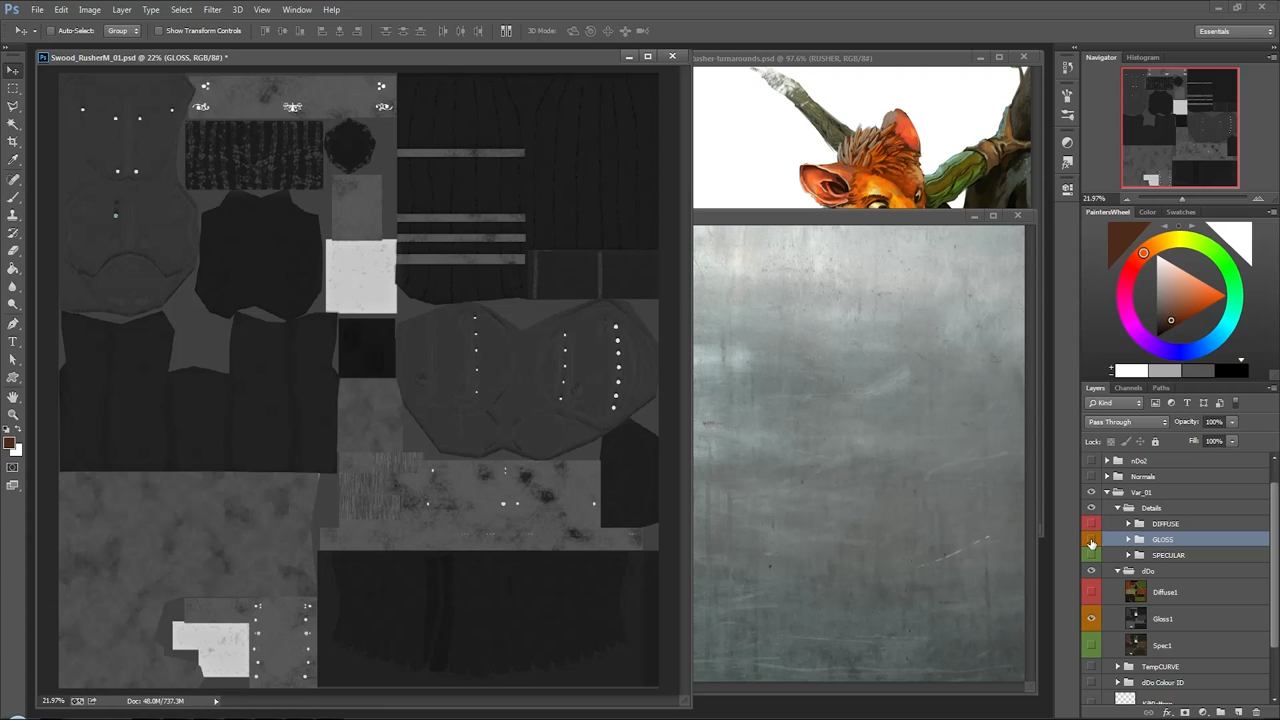 Ps File Edit Image Layer Type Select Filter 3D View Window Help
Auto-Select: Group Show Transform Controls 3D Mode: Essentials
Swood_RusherM_01.psd @ 22% (GLOSS, RGB/8#) *
usher-turnarounds.psd @ 97.6% (RUSHER, RGB/8#)
Navigator Histogram
21.97%
PaintersWheel Color Swatches
Layers Channels Paths
Kind
Pass Through Opacity: 100%
Lock: Fill: 100%
nDo2
Normals
Var_01
Details
DIFFUSE
GLOSS
SPECULAR
dDo
Diffuse1
Gloss1
Spec1
TempCURVE
dDo Colour ID
21.97% Doc: 48.0M/737.3M